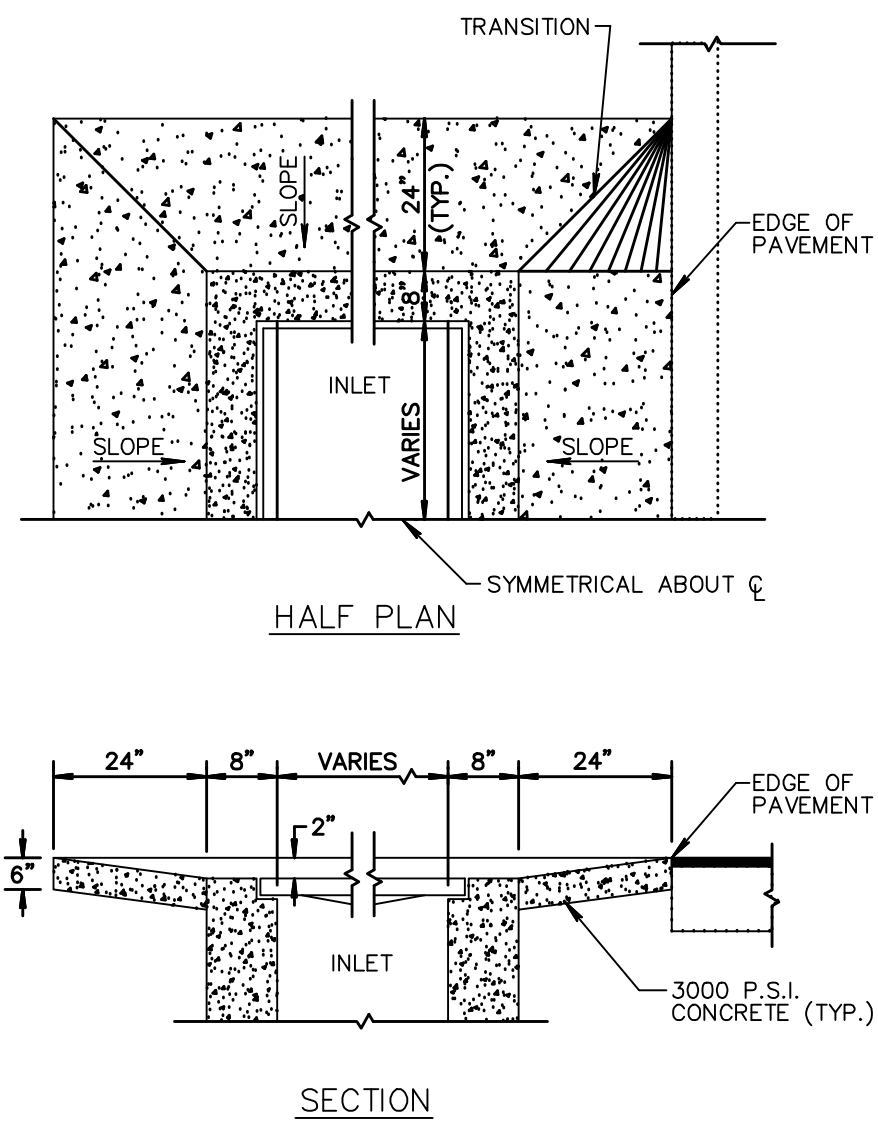 TRANSITION
SLOPE
24"
(TYP.)
EDGE OF
PAVEMENT
8"
INLET
VARIES
SLOPE
SLOPE
SYMMETRICAL ABOUT ℄
HALF PLAN
24"
8"
VARIES
8"
24"
EDGE OF
PAVEMENT
2"
6"
INLET
3000 P.S.I.
CONCRETE (TYP.)
SECTION